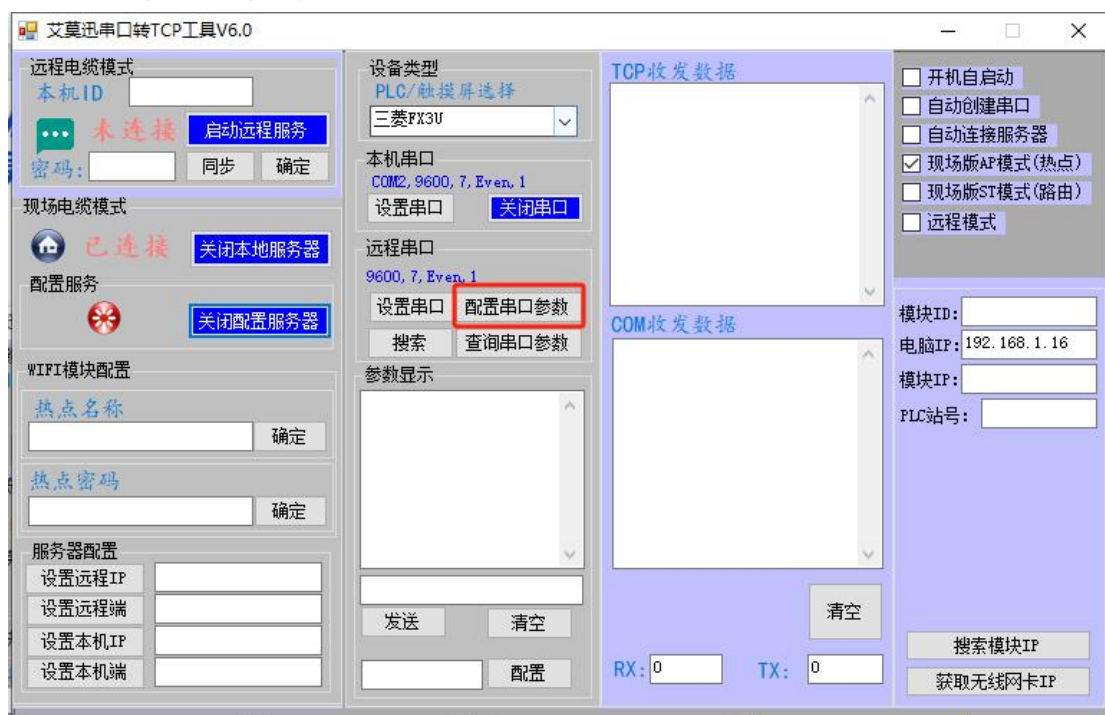 艾莫迅串口转TCP工具V6.0
远程电缆模式
本机ID
未连接
启动远程服务
密码:
同步
确定
现场电缆模式
已连接
关闭本地服务器
配置服务
关闭配置服务器
WIFI模块配置
热点名称
确定
热点密码
确定
服务器配置
设置远程IP
设置远程端
设置本机IP
设置本机端
设备类型
PLC/触摸屏选择
三菱FX3U
本机串口
COM2, 9600, 7, Even, 1
设置串口
关闭串口
远程串口
9600, 7, Even, 1
设置串口
配置串口参数
搜索
查询串口参数
参数显示
发送
清空
配置
TCP收发数据
COM收发数据
清空
RX: 0
TX: 0
开机自启动
自动创建串口
自动连接服务器
现场版AP模式(热点)
现场版ST模式(路由)
远程模式
模块ID:
电脑IP: 192.168.1.16
模块IP:
PLC站号:
搜索模块IP
获取无线网卡IP